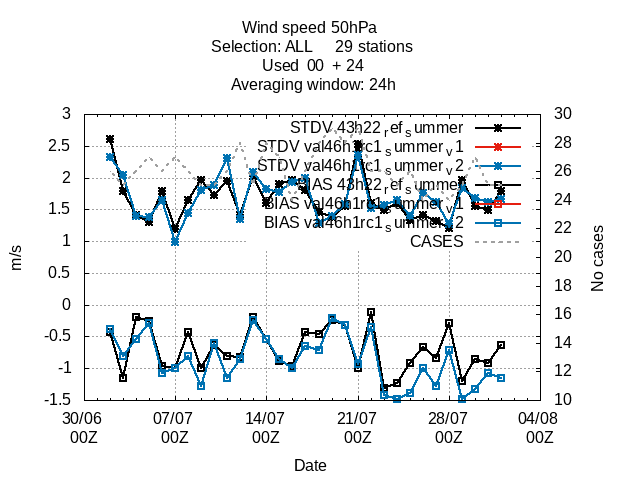 Wind speed 50hPa
Selection: ALL 29 stations
Used 00 + 24
Averaging window: 24h
3
2.5
2
1.5
1
0.5
0
-0.5
-1
-1.5
m/s
STDV 43h22_ref_summer
STDV val46h1rc1_summer_v1
STDV val46h1rc1_summer_v2
BIAS 43h22_ref_summer
BIAS val46h1rc1_summer_v1
BIAS val46h1rc1_summer_v2
CASES
30
28
26
24
22
20
18
16
14
12
10
No cases
30/06 07/07 14/07 21/07 28/07 04/08
00Z 00Z 00Z 00Z 00Z 00Z
Date